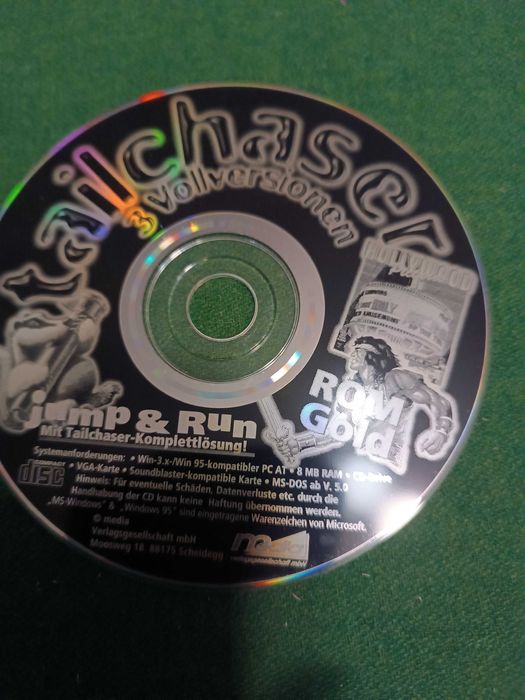 tailchaser
3 Vollversionen
HOLLYWOOD
ROM
Gold
jump & Run
Mit Tailchaser-Komplettlösung!
Systemanforderungen: • Win-3.x-/Win 95-kompatibler PC AT • 8 MB RAM • CD-Drive
• VGA-Karte • Soundblaster-kompatible Karte • MS-DOS ab V. 5.0
Hinweis: Für eventuelle Schäden, Datenverluste etc. durch die
Handhabung der CD kann keine Haftung übernommen werden.
„MS-Windows" & „Windows 95" sind eingetragene Warenzeichen von Microsoft.
disc
© media
Verlagsgesellschaft mbH
Moosweg 18 88175 Scheidegg
verlagsgesellschaft mbH